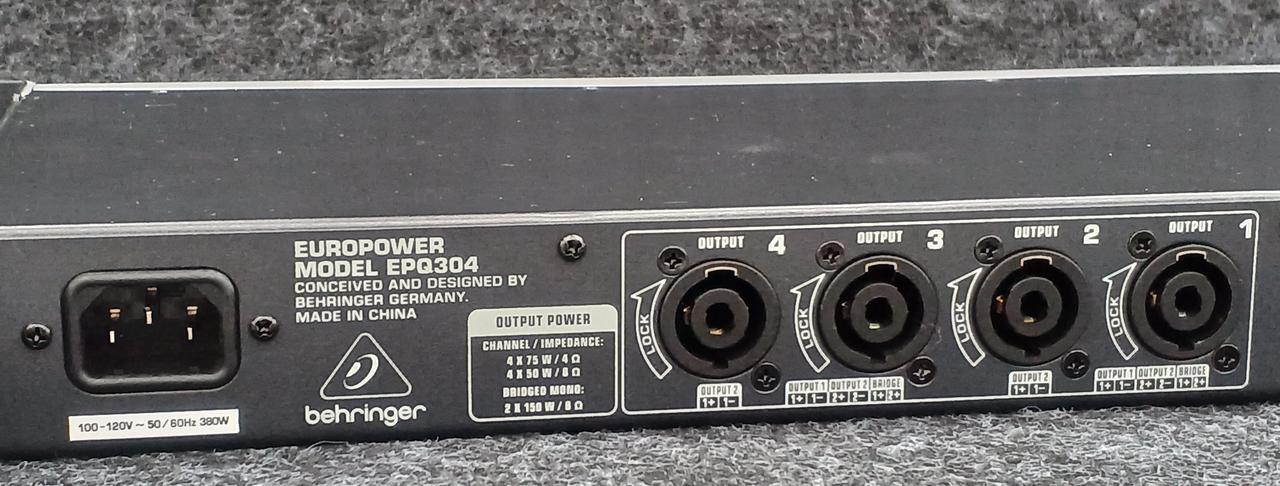 EUROPOWER
MODEL EPQ304
CONCEIVED AND DESIGNED BY
BEHRINGER GERMANY.
MADE IN CHINA
behringer
100-120V ~ 50/60Hz 380W
OUTPUT POWER
CHANNEL / IMPEDANCE:
4 X 75 W / 4 Ω
4 X 50 W / 8 Ω
BRIDGED MONO:
2 X 150 W / 8 Ω
OUTPUT 4
LOCK
OUTPUT 2
1+ 1-
OUTPUT 3
LOCK
OUTPUT 1 OUTPUT 2 BRIDGE
1+ 1- 2+ 2- 1+ 2+
OUTPUT 2
LOCK
OUTPUT 2
1+ 1-
OUTPUT 1
LOCK
OUTPUT 1 OUTPUT 2 BRIDGE
1+ 1- 2+ 2- 1+ 2+